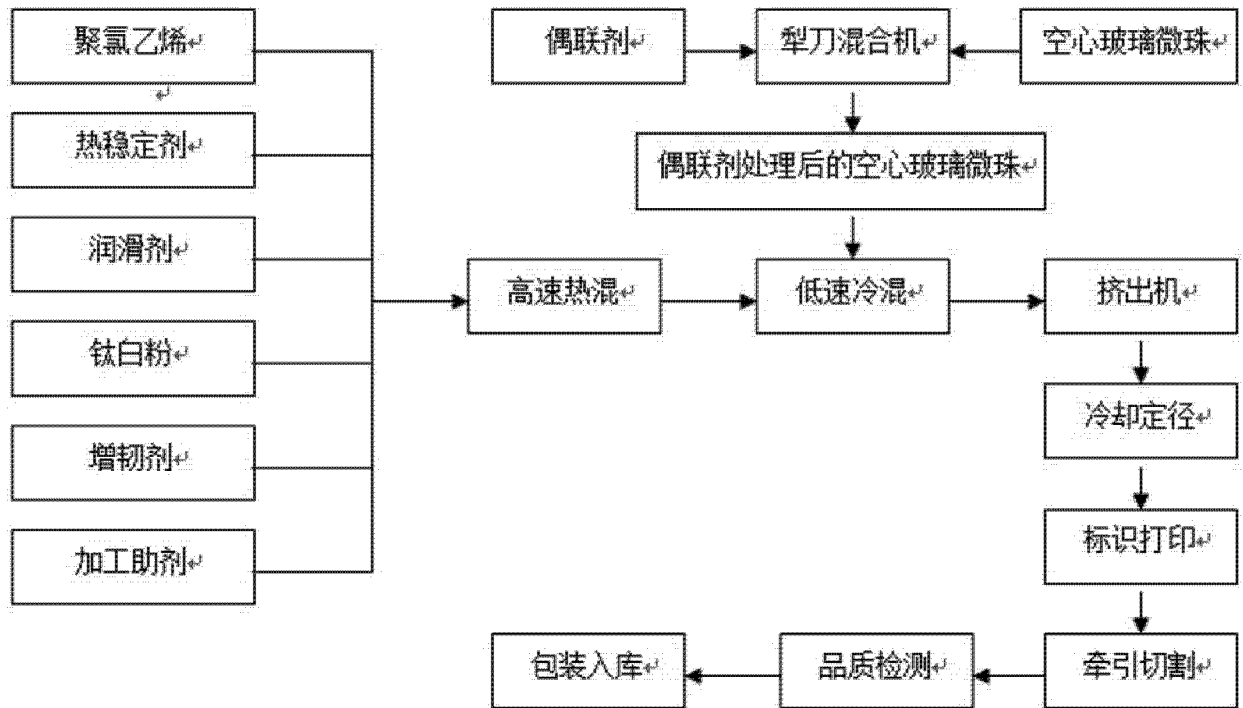 聚氯乙烯
偶联剂
犁刀混合机
空心玻璃微珠
热稳定剂
偶联剂处理后的空心玻璃微珠
润滑剂
高速热混
低速冷混
挤出机
钛白粉
冷却定径
增韧剂
标识打印
加工助剂
包装入库
品质检测
牵引切割